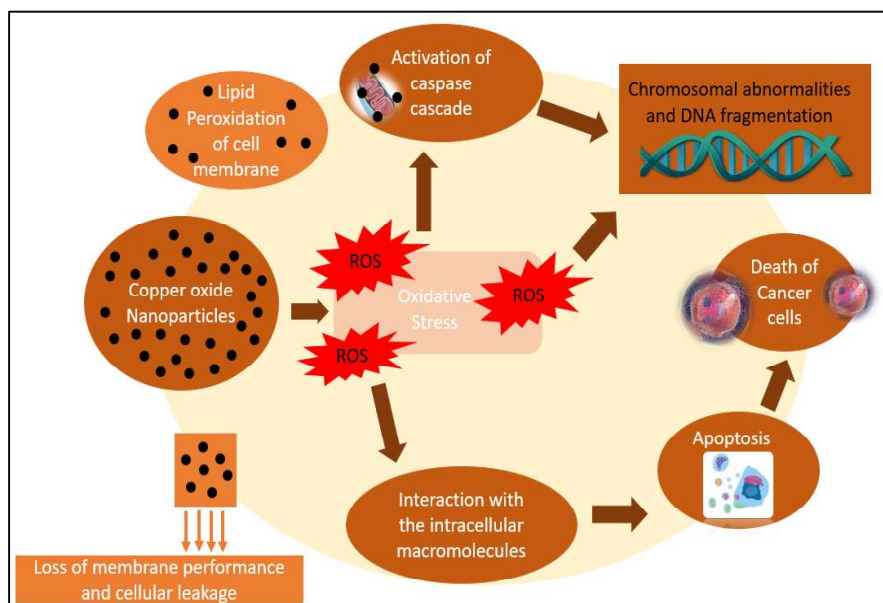 Activation of
caspase
cascade
Lipid
Peroxidation
of cell
membrane
Chromosomal abnormalities
and DNA fragmentation
Copper oxide
Nanoparticles
ROS
ROS
ROS
Oxidative
Stress
Death of
Cancer
cells
Apoptosis
Interaction with
the intracellular
macromolecules
Loss of membrane performance
and cellular leakage